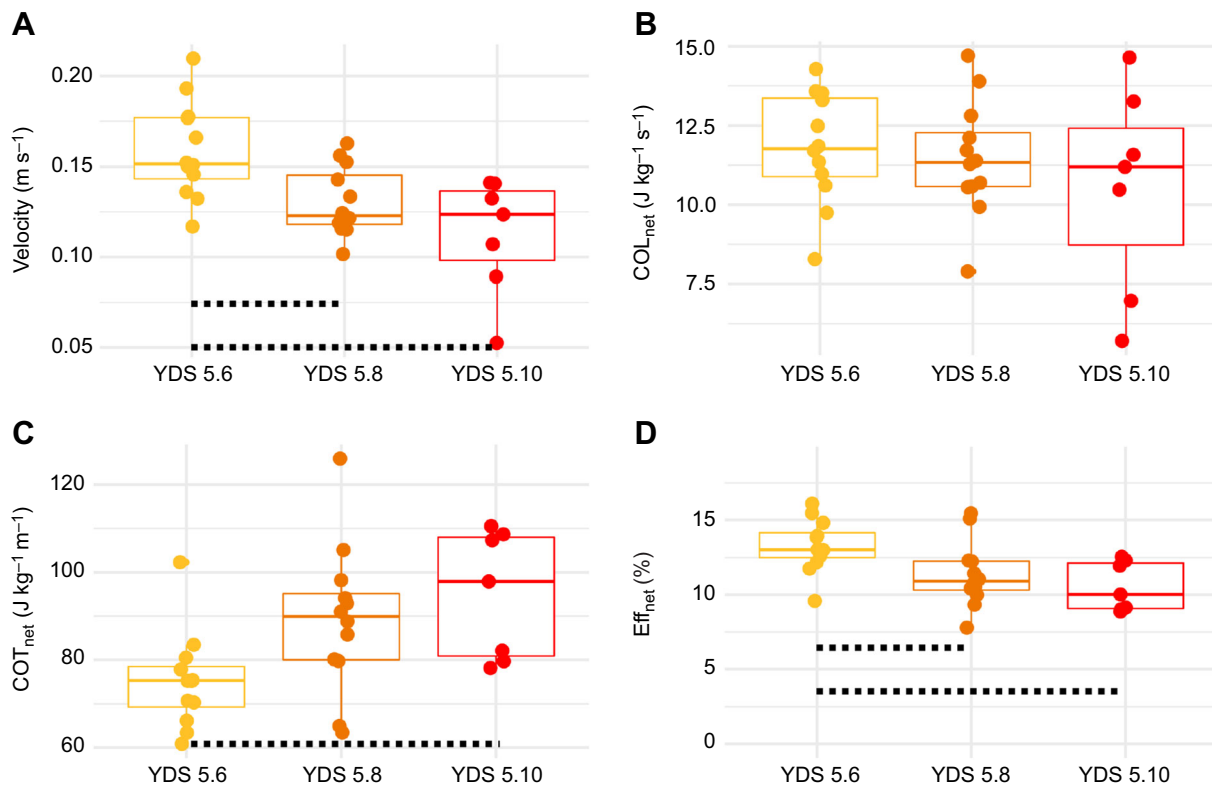 A
Velocity (m s⁻¹)
0.20
0.15
0.10
0.05
YDS 5.6 YDS 5.8 YDS 5.10
B
COLnet (J kg⁻¹ s⁻¹)
15.0
12.5
10.0
7.5
YDS 5.6 YDS 5.8 YDS 5.10
C
COTnet (J kg⁻¹ m⁻¹)
120
100
80
60
YDS 5.6 YDS 5.8 YDS 5.10
D
Effnet (%)
15
10
5
0
YDS 5.6 YDS 5.8 YDS 5.10